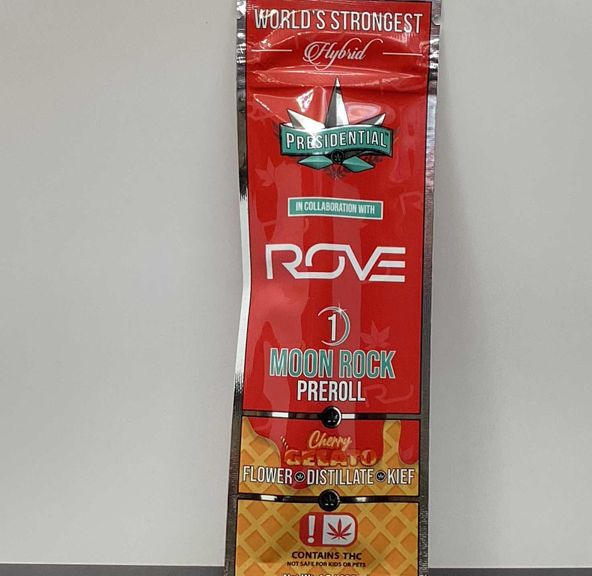 WORLD'S STRONGEST
Hybrid
PRESIDENTIAL
IN COLLABORATION WITH
ROVE
1
MOON ROCK
PREROLL
Cherry
GELATO
FLOWER DISTILLATE KIEF
!
CONTAINS THC
NOT SAFE FOR KIDS OR PETS